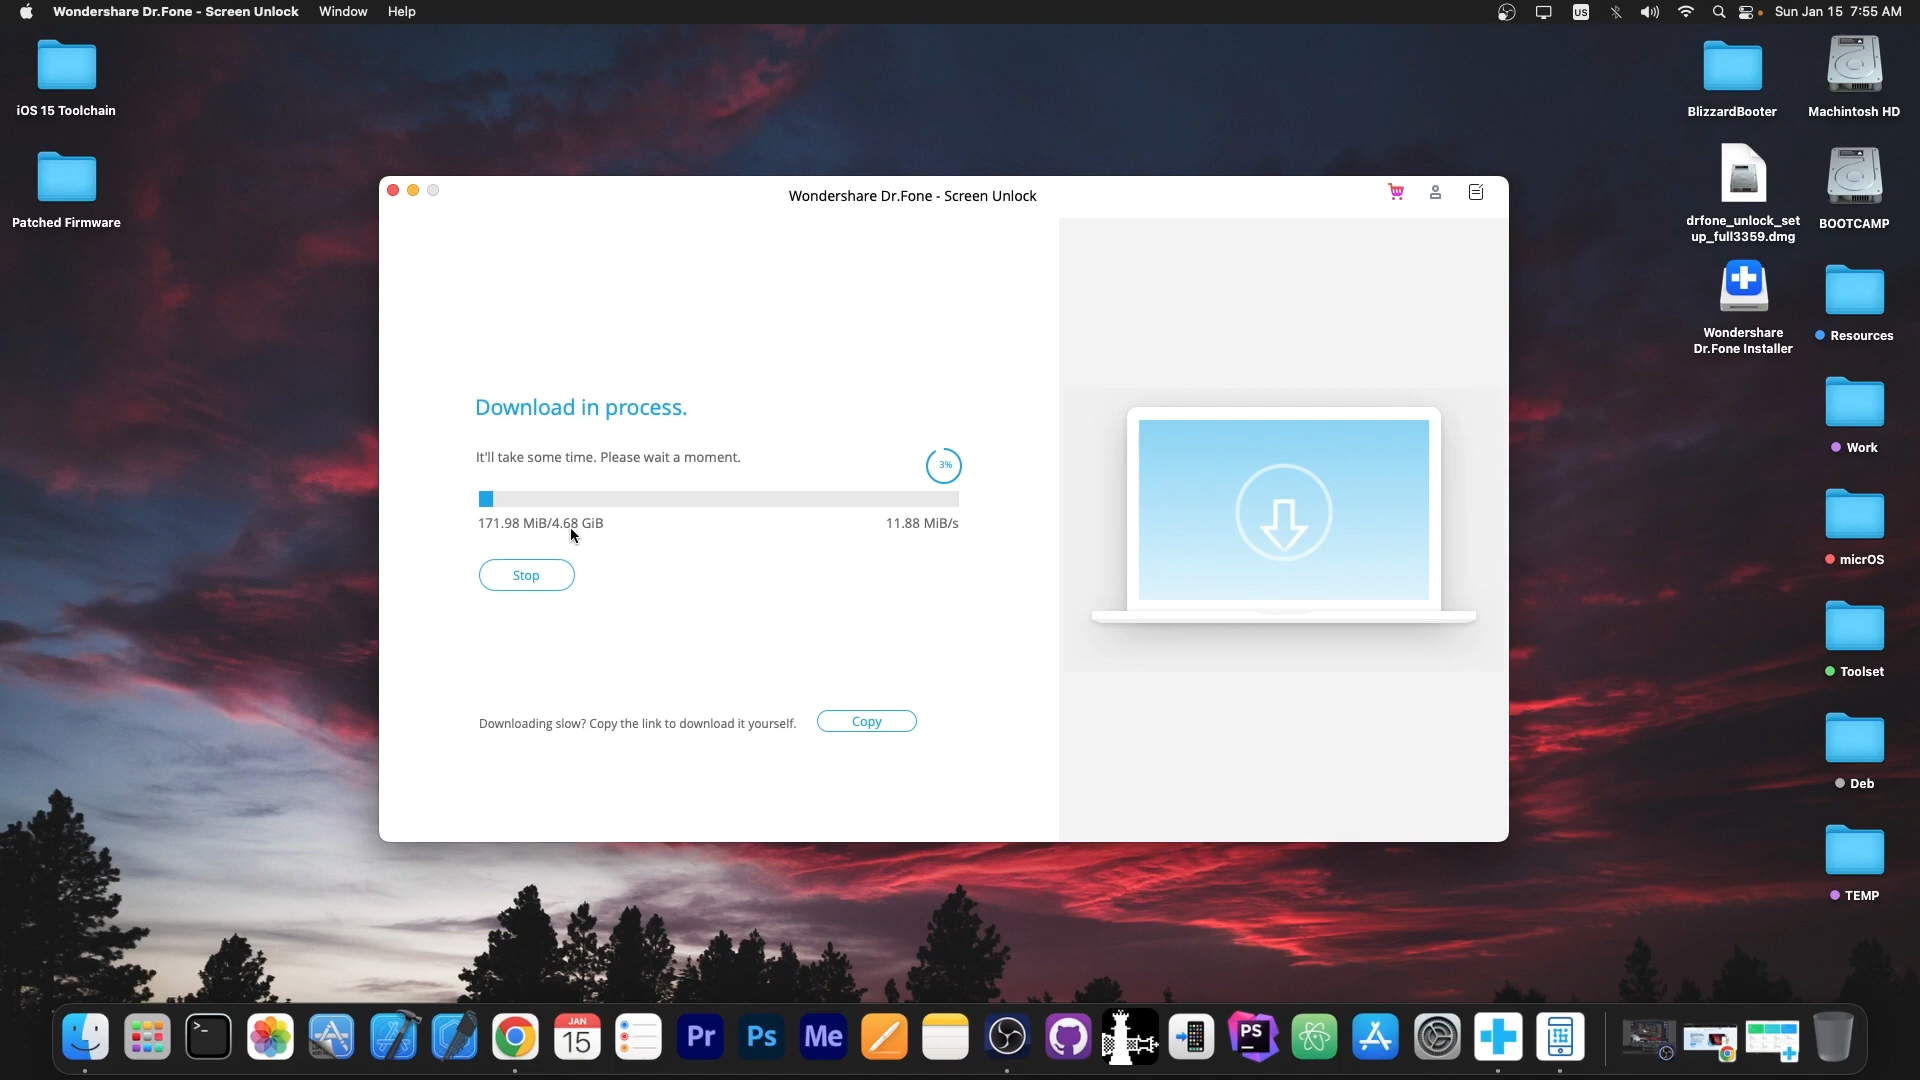 Wondershare Dr.Fone - Screen Unlock Window Help
US
Sun Jan 15 7:55 AM
iOS 15 Toolchain
Patched Firmware
BlizzardBooter
Machintosh HD
drfone_unlock_set
up_full3359.dmg
BOOTCAMP
Wondershare
Dr.Fone Installer
Resources
Work
micrOS
Toolset
Deb
TEMP
Wondershare Dr.Fone - Screen Unlock
Download in process.
It'll take some time. Please wait a moment.
3%
171.98 MiB/4.68 GiB
11.88 MiB/s
Stop
Downloading slow? Copy the link to download it yourself.
Copy
>_
JAN
15
Pr
Ps
Me
PS